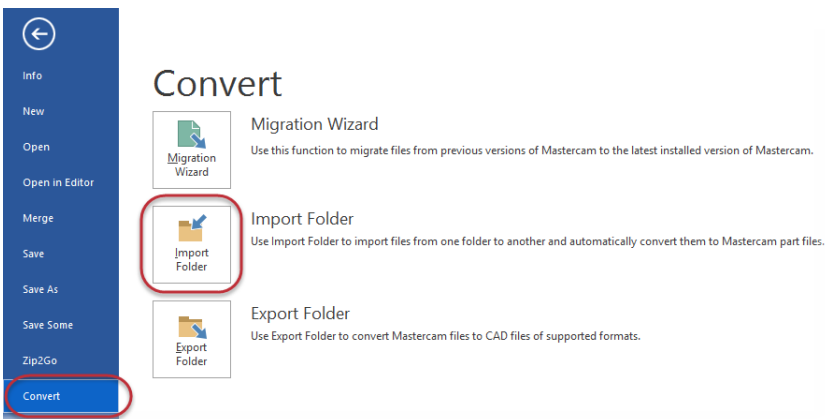 Info
New
Open
Open in Editor
Merge
Save
Save As
Save Some
Zip2Go
Convert
Convert
Migration
Wizard
Migration Wizard
Use this function to migrate files from previous versions of Mastercam to the latest installed version of Mastercam.
Import
Folder
Import Folder
Use Import Folder to import files from one folder to another and automatically convert them to Mastercam part files.
Export
Folder
Export Folder
Use Export Folder to convert Mastercam files to CAD files of supported formats.